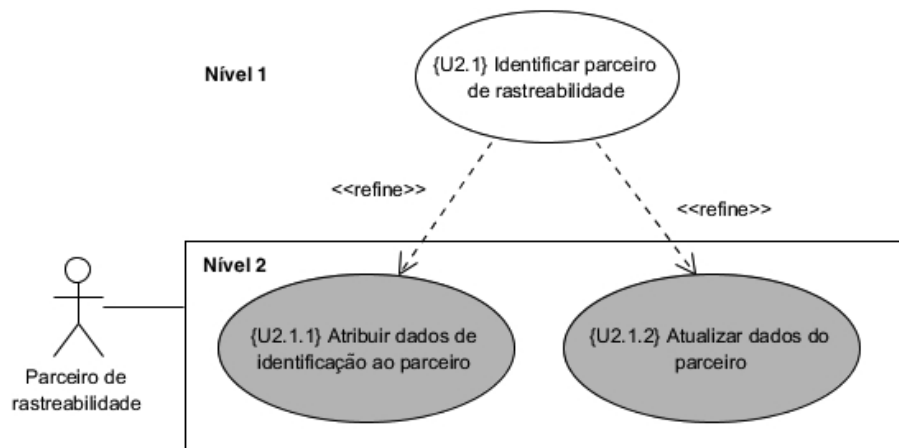 Nível 1
{U2.1} Identificar parceiro
de rastreabilidade
<<refine>>
<<refine>>
Nível 2
{U2.1.1} Atribuir dados de
identificação ao parceiro
{U2.1.2} Atualizar dados do
parceiro
Parceiro de
rastreabilidade